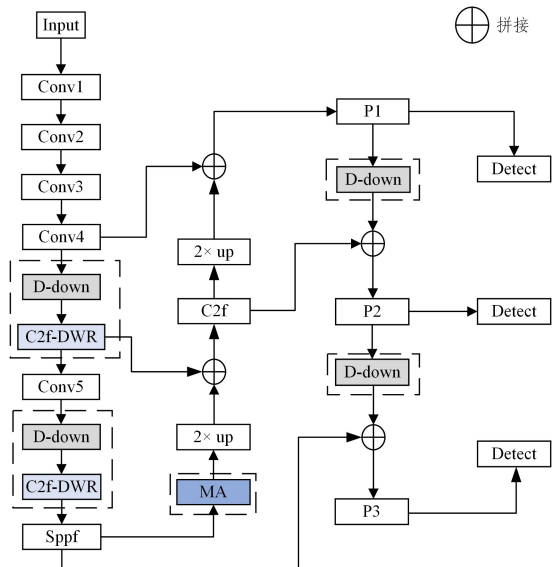 Input
Conv1
Conv2
Conv3
Conv4
D-down
C2f-DWR
Conv5
D-down
C2f-DWR
Sppf
2× up
C2f
2× up
MA
拼接
P1
D-down
P2
D-down
P3
Detect
Detect
Detect